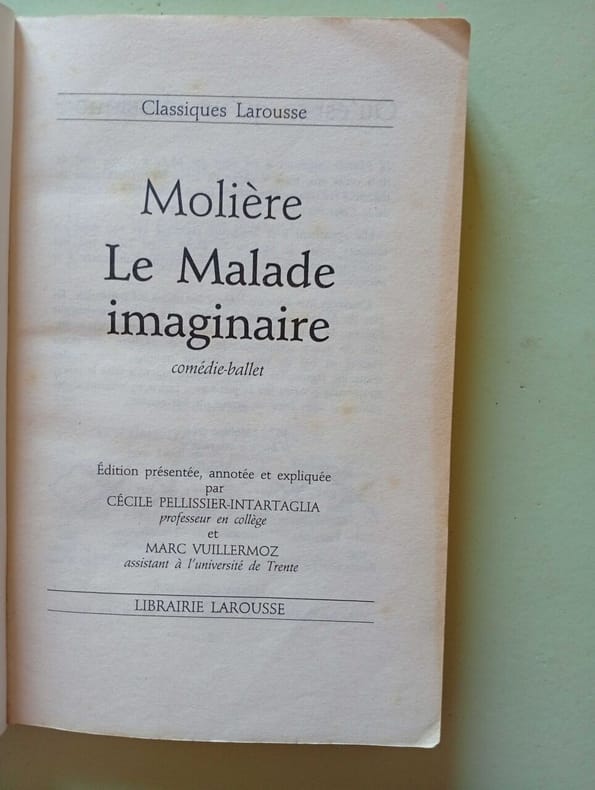 Classiques Larousse
Molière
Le Malade
imaginaire
comédie-ballet
Édition présentée, annotée et expliquée
par
CÉCILE PELLISSIER-INTARTAGLIA
professeur en collège
et
MARC VUILLERMOZ
assistant à l'université de Trente
LIBRAIRIE LAROUSSE